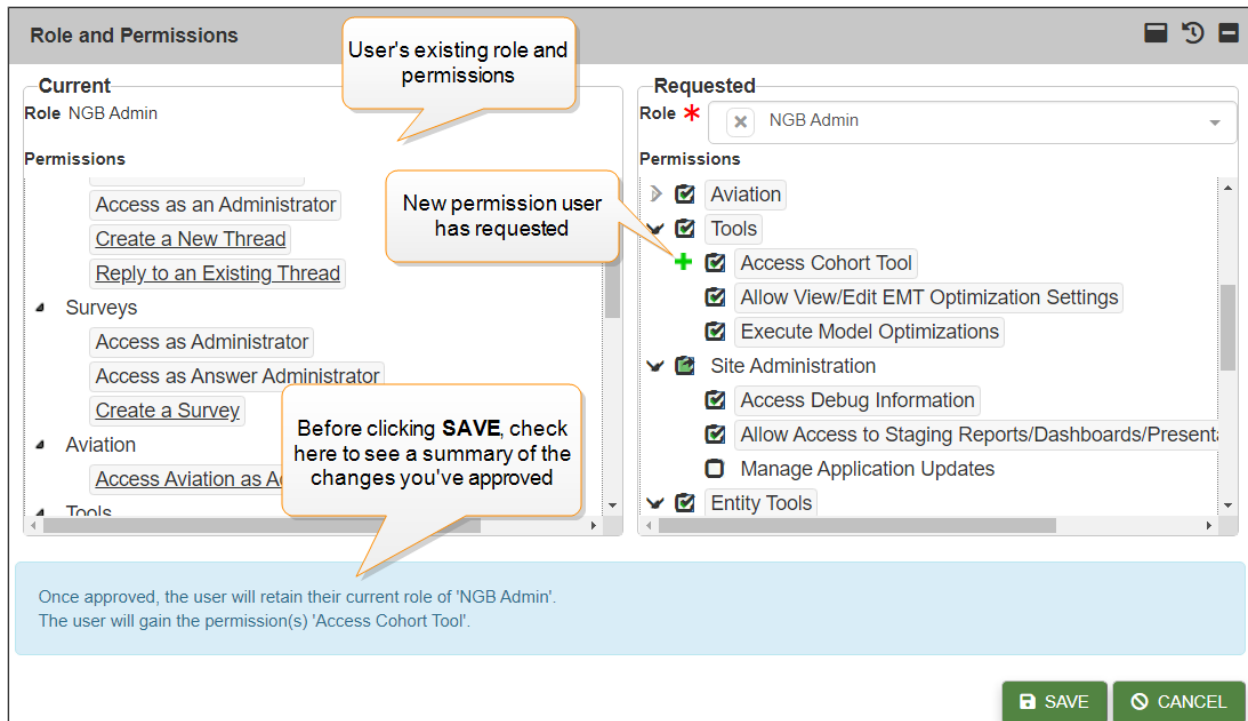 Role and Permissions
User's existing role and
permissions
Current
Role NGB Admin
Permissions
Access as an Administrator
Create a New Thread
Reply to an Existing Thread
Surveys
Access as Administrator
Access as Answer Administrator
Create a Survey
Aviation
Access Aviation as A
Tools
Requested
Role * NGB Admin
Permissions
New permission user
has requested
Aviation
Tools
Access Cohort Tool
Allow View/Edit EMT Optimization Settings
Execute Model Optimizations
Site Administration
Access Debug Information
Allow Access to Staging Reports/Dashboards/Present
Manage Application Updates
Entity Tools
Before clicking SAVE, check
here to see a summary of the
changes you've approved
Once approved, the user will retain their current role of 'NGB Admin'.
The user will gain the permission(s) 'Access Cohort Tool'.
SAVE
CANCEL